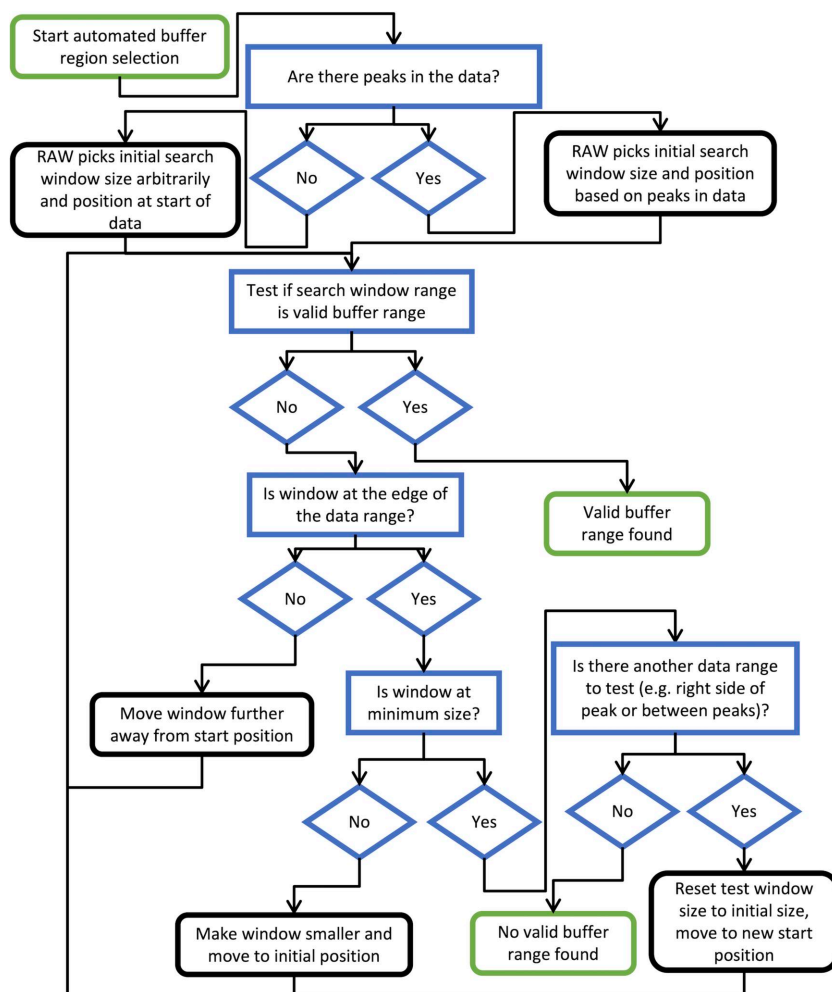 Start automated buffer
region selection
Are there peaks in the data?
No
Yes
RAW picks initial search
window size arbitrarily
and position at start of
data
RAW picks initial search
window size and position
based on peaks in data
Test if search window range
is valid buffer range
No
Yes
Is window at the edge of
the data range?
Valid buffer
range found
No
Yes
Move window further
away from start position
Is window at
minimum size?
Is there another data range
to test (e.g. right side of
peak or between peaks)?
No
Yes
No
Yes
Make window smaller and
move to initial position
No valid buffer
range found
Reset test window
size to initial size,
move to new start
position